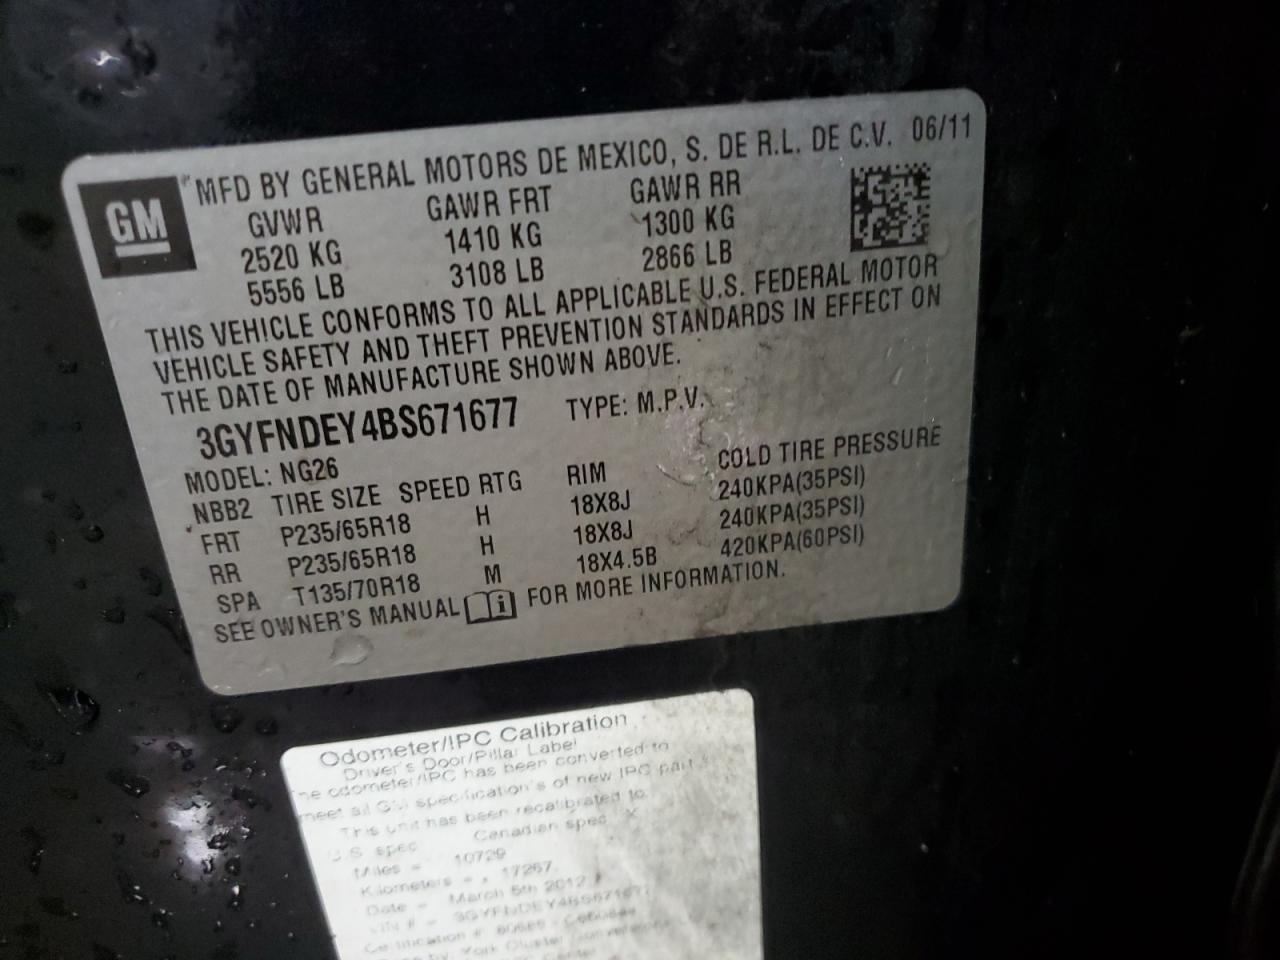 MFD BY GENERAL MOTORS DE MEXICO, S. DE R.L. DE C.V. 06/11
GM
GVWR GAWR FRT GAWR RR
2520 KG 1410 KG 1300 KG
5556 LB 3108 LB 2866 LB
THIS VEHICLE CONFORMS TO ALL APPLICABLE U.S. FEDERAL MOTOR
VEHICLE SAFETY AND THEFT PREVENTION STANDARDS IN EFFECT ON
THE DATE OF MANUFACTURE SHOWN ABOVE.
3GYFNDEY4BS671677 TYPE: M.P.V.
MODEL: NG26
NBB2 TIRE SIZE SPEED RTG RIM COLD TIRE PRESSURE
FRT P235/65R18 H 18X8J 240KPA(35PSI)
RR P235/65R18 H 18X8J 240KPA(35PSI)
SPA T135/70R18 M 18X4.5B 420KPA(60PSI)
SEE OWNER'S MANUAL i FOR MORE INFORMATION.
Odometer/IPC Calibration
Driver's Door/Pillar Label
The odometer/IPC has been converted to
meet all GM specification's of new IPC part
This unit has been recalibrated to
U.S spec Canadian spec X
Miles = 10729
Kilometers = 17267
Date = March 5th 2012
3GYFNDEY4BS671677
Certification #
York Cluster
Center